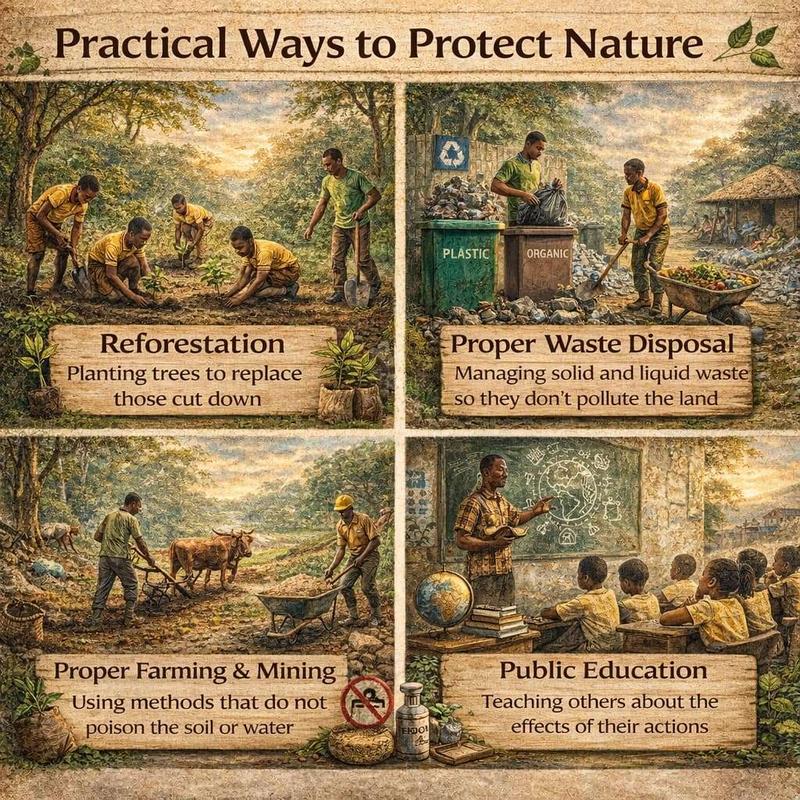 Practical Ways to Protect Nature
PLASTIC
ORGANIC
Reforestation
Planting trees to replace
those cut down
Proper Waste Disposal
Managing solid and liquid waste
so they don't pollute the land
Proper Farming & Mining
Using methods that do not
poison the soil or water
Public Education
Teaching others about the
effects of their actions